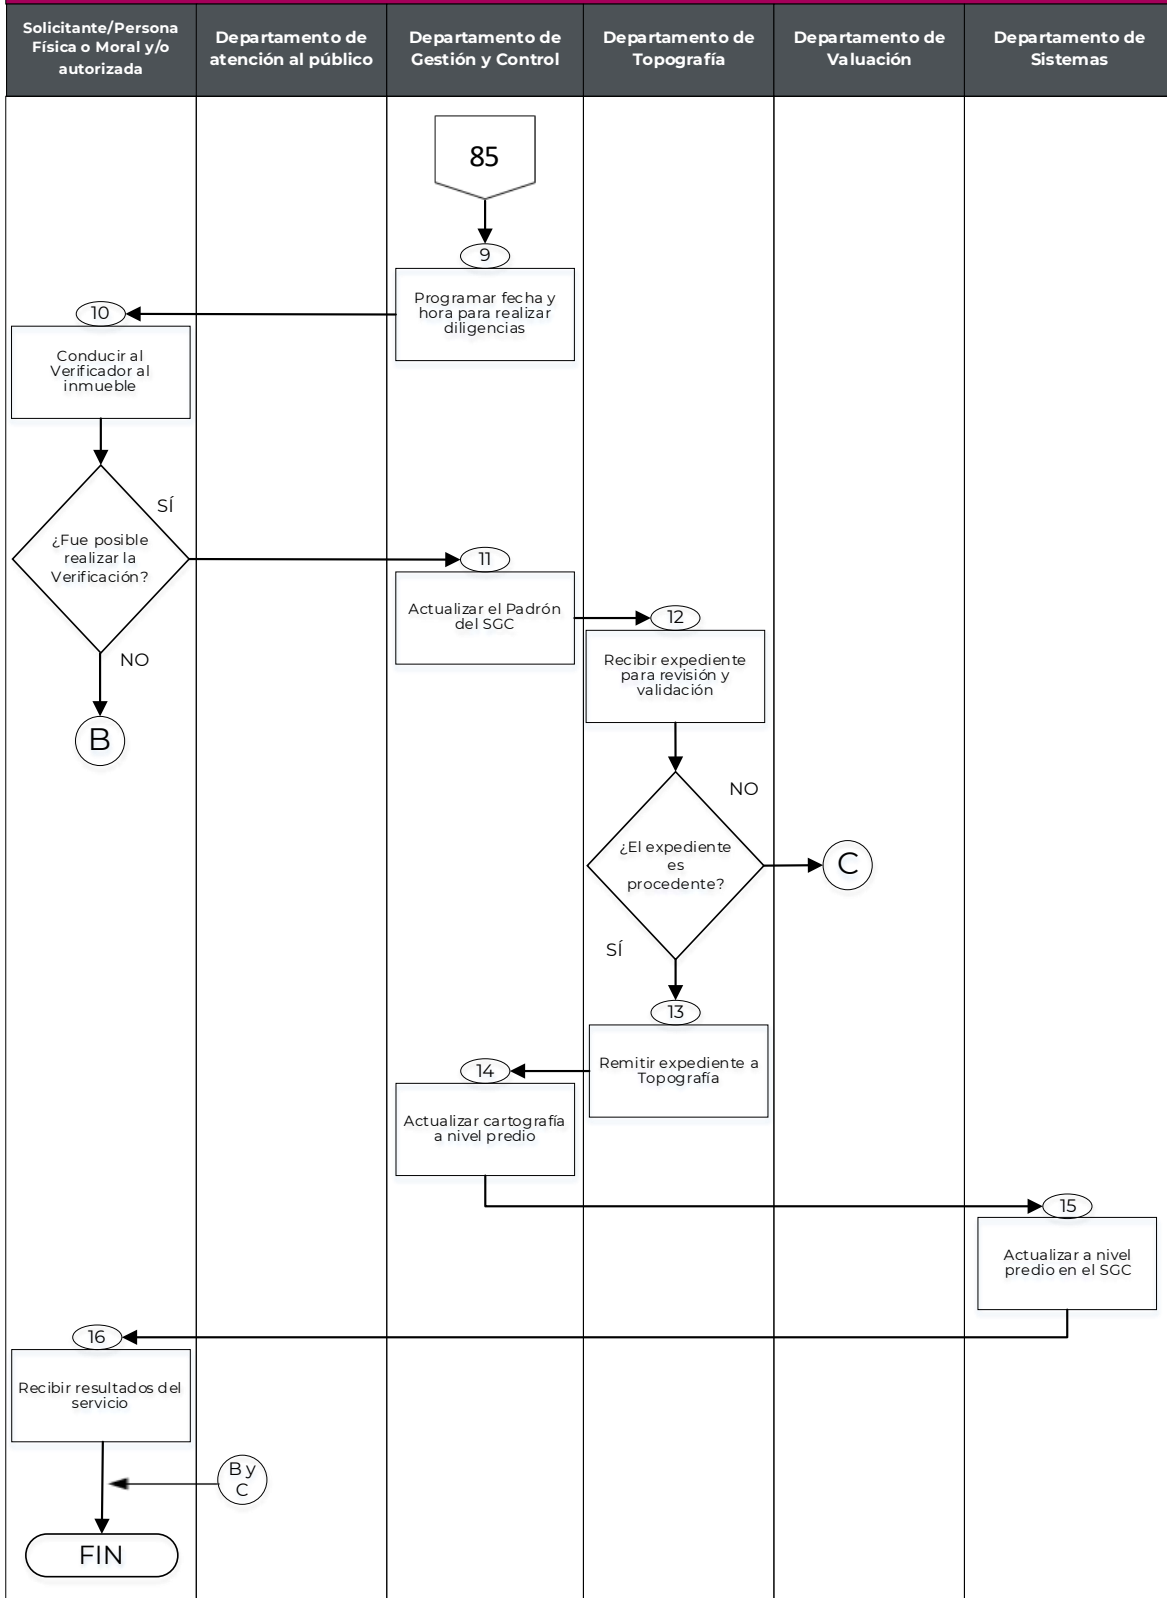 Solicitante/Persona
Física o Moral y/o
autorizada
Departamento de
atención al público
Departamento de
Gestión y Control
Departamento de
Topografía
Departamento de
Valuación
Departamento de
Sistemas
85
9
Programar fecha y
hora para realizar
diligencias
10
Conducir al
Verificador al
inmueble
SÍ
¿Fue posible
realizar la
Verificación?
NO
B
11
Actualizar el Padrón
del SGC
12
Recibir expediente
para revisión y
validación
NO
¿El expediente
es
procedente?
C
SÍ
13
Remitir expediente a
Topografía
14
Actualizar cartografía
a nivel predio
15
Actualizar a nivel
predio en el SGC
16
Recibir resultados del
servicio
B y
C
FIN